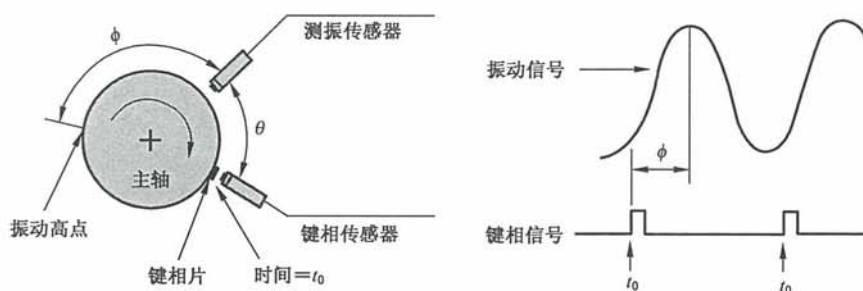 ϕ
测振传感器
θ
主轴
振动高点
键相传感器
键相片
时间=t₀
振动信号
ϕ
键相信号
t₀
t₀